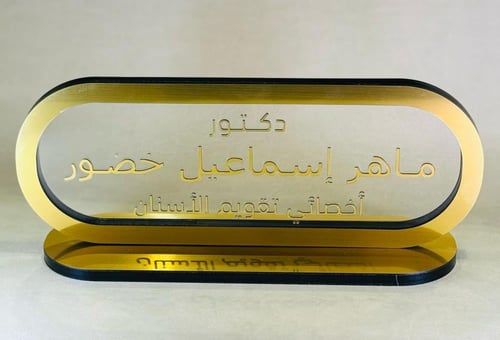 دكتور
ماهر إسماعيل خضور
أخصائي تقويم الأسنان